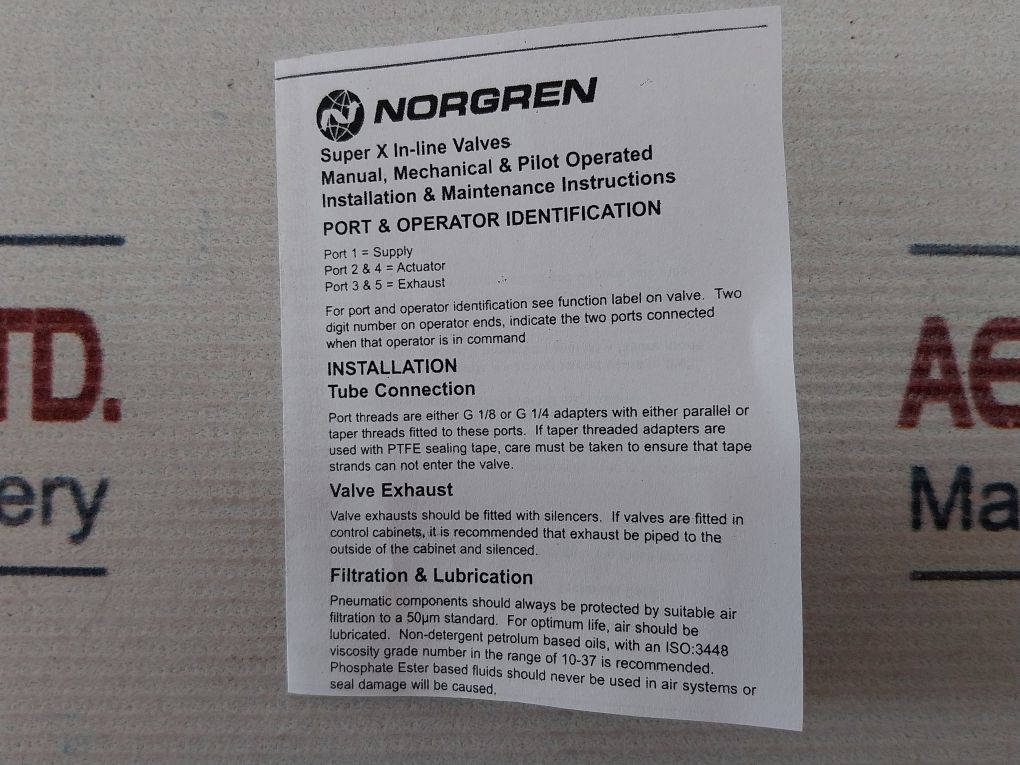 NORGREN
Super X In-line Valves
Manual, Mechanical & Pilot Operated
Installation & Maintenance Instructions
PORT & OPERATOR IDENTIFICATION
Port 1 = Supply
Port 2 & 4 = Actuator
Port 3 & 5 = Exhaust
For port and operator identification see function label on valve. Two
digit number on operator ends, indicate the two ports connected
when that operator is in command
INSTALLATION
Tube Connection
Port threads are either G 1/8 or G 1/4 adapters with either parallel or
taper threads fitted to these ports. If taper threaded adapters are
used with PTFE sealing tape, care must be taken to ensure that tape
strands can not enter the valve.
Valve Exhaust
Valve exhausts should be fitted with silencers. If valves are fitted in
control cabinets, it is recommended that exhaust be piped to the
outside of the cabinet and silenced.
Filtration & Lubrication
Pneumatic components should always be protected by suitable air
filtration to a 50µm standard. For optimum life, air should be
lubricated. Non-detergent petrolum based oils, with an ISO:3448
viscosity grade number in the range of 10-37 is recommended.
Phosphate Ester based fluids should never be used in air systems or
seal damage will be caused.
TD.
ery
Ma